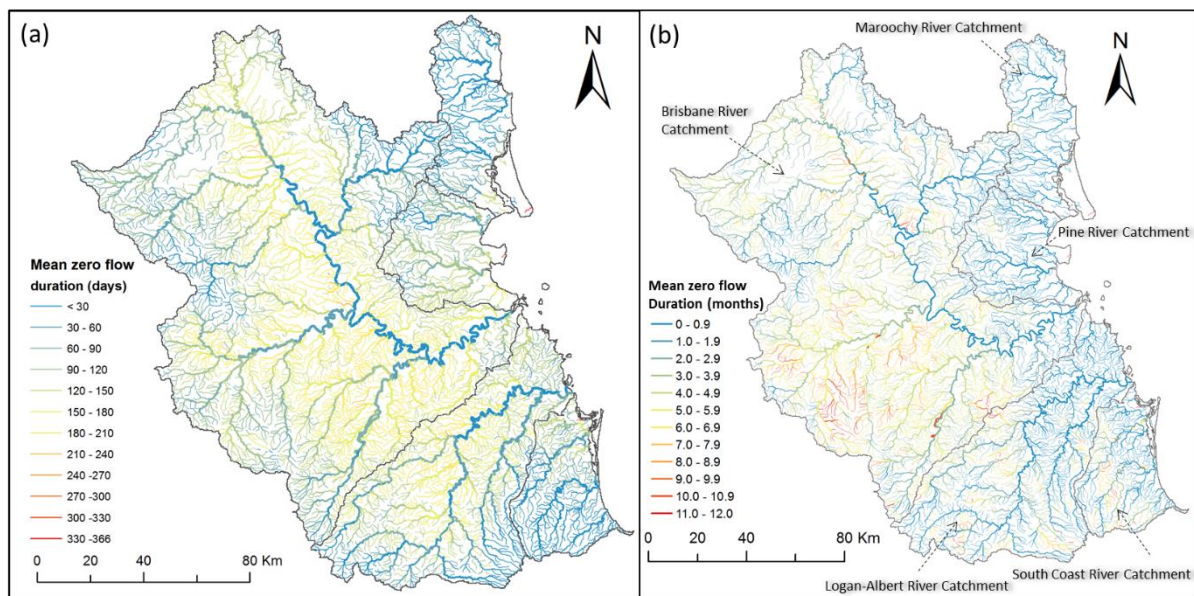 (a)
N
Mean zero flow
duration (days)
< 30
30 - 60
60 - 90
90 - 120
120 - 150
150 - 180
180 - 210
210 - 240
240 - 270
270 - 300
300 - 330
330 - 366
0 20 40 80 Km
(b)
Maroochy River Catchment
N
Brisbane River
Catchment
Pine River Catchment
Mean zero flow
Duration (months)
0 - 0.9
1.0 - 1.9
2.0 - 2.9
3.0 - 3.9
4.0 - 4.9
5.0 - 5.9
6.0 - 6.9
7.0 - 7.9
8.0 - 8.9
9.0 - 9.9
10.0 - 10.9
11.0 - 12.0
0 20 40 80 Km
South Coast River Catchment
Logan-Albert River Catchment